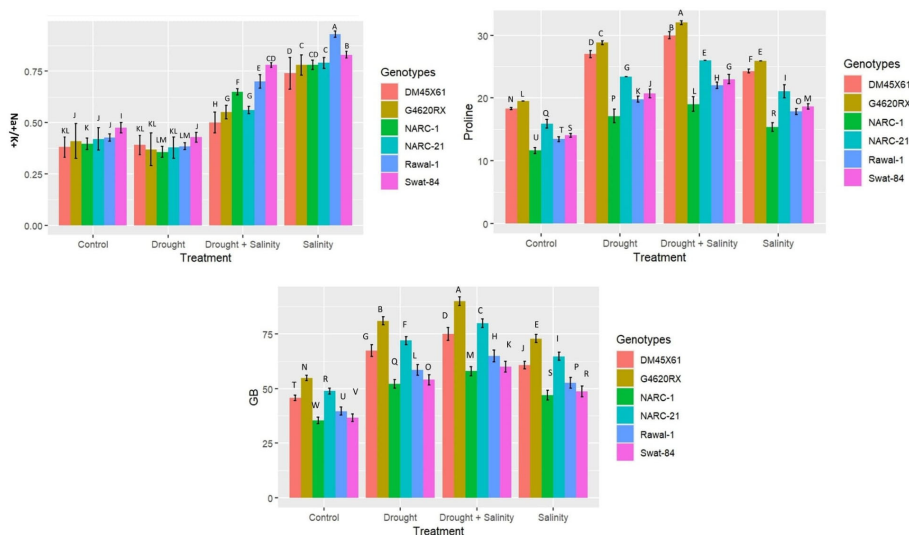 Na+/K+
0.75
0.50
0.25
0.00
KL J K J J I
KL KL LM KL LM J
H G F G E CD
D C CD C A B
Control Drought Drought + Salinity Salinity
Treatment
Genotypes
DM45X61
G4620RX
NARC-1
NARC-21
Rawal-1
Swat-84
Proline
30
20
10
0
N L U Q T S
D C P G K J
B A L E H G
F E R I O M
Control Drought Drought + Salinity Salinity
Treatment
Genotypes
DM45X61
G4620RX
NARC-1
NARC-21
Rawal-1
Swat-84
GB
75
50
25
0
T N W R U V
G B Q F L O
D A M C H K
J E S I P R
Control Drought Drought + Salinity Salinity
Treatment
Genotypes
DM45X61
G4620RX
NARC-1
NARC-21
Rawal-1
Swat-84